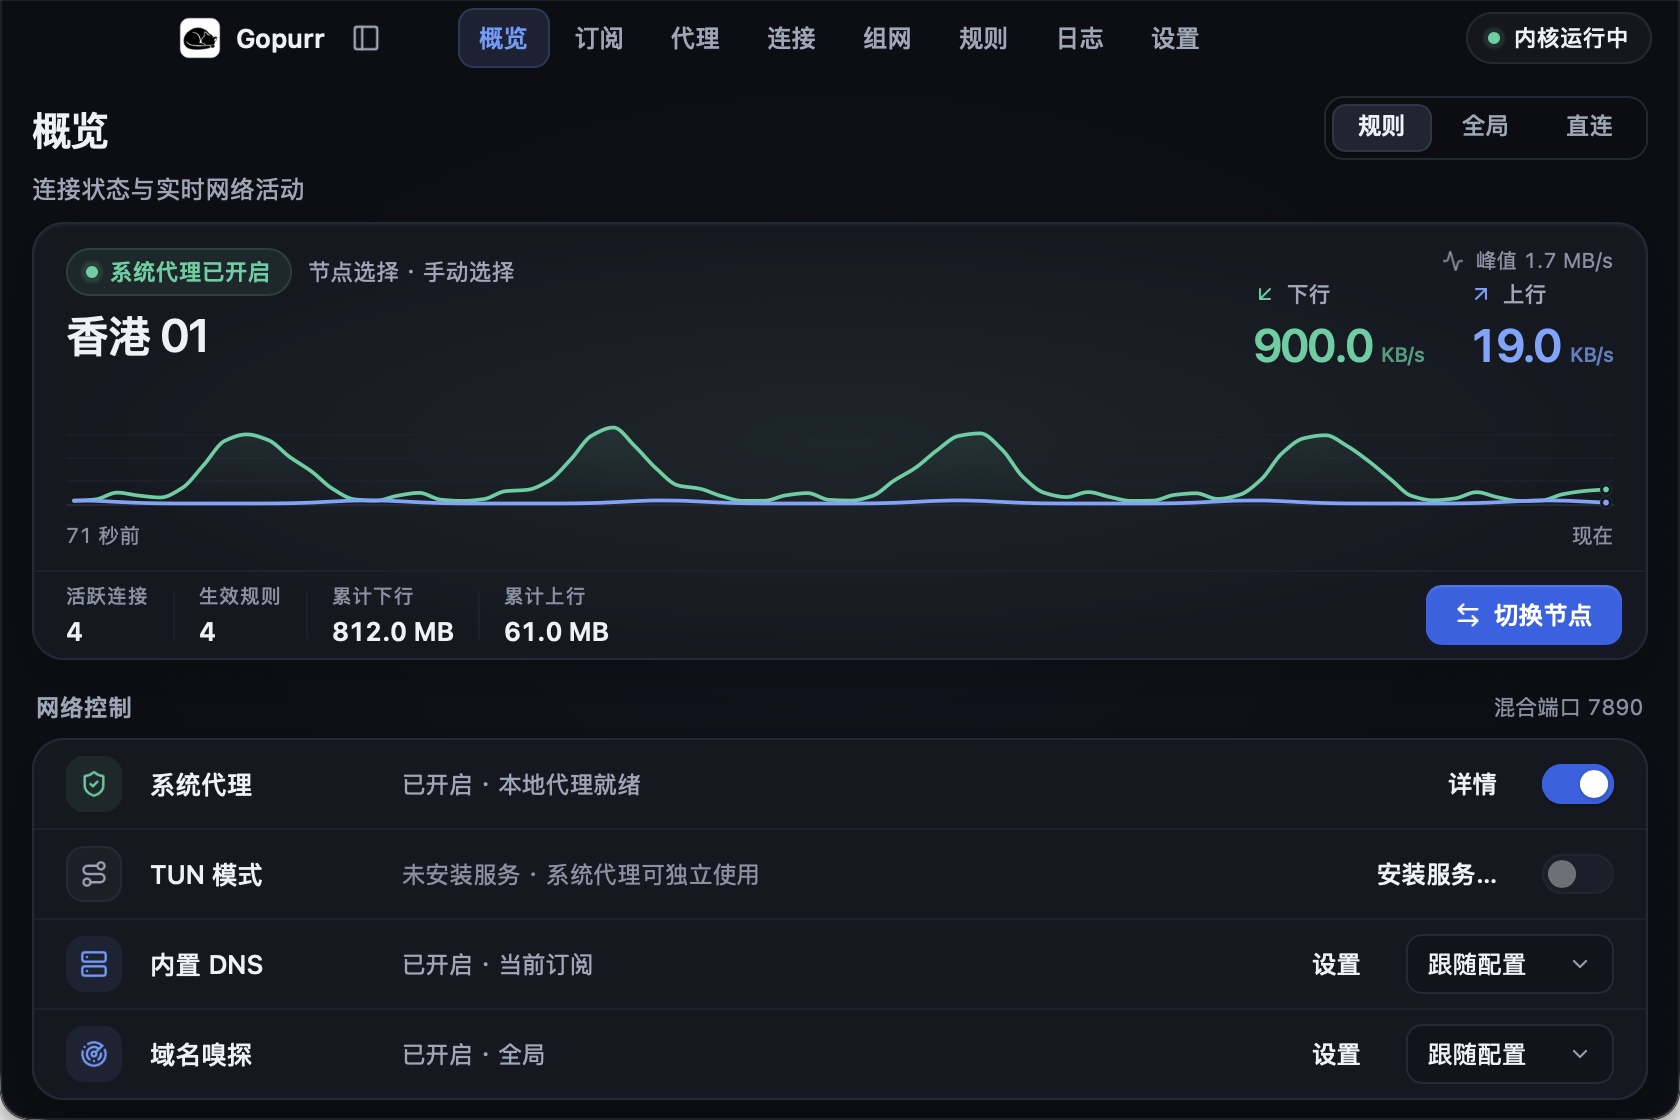 Gopurr 概览 订阅 代理 连接 组网 规则 日志 设置 内核运行中
概览
规则 全局 直连
连接状态与实时网络活动
系统代理已开启 节点选择 · 手动选择
峰值 1.7 MB/s
香港 01
下行 上行
900.0 KB/s 19.0 KB/s
71 秒前 现在
活跃连接 生效规则 累计下行 累计上行
4 4 812.0 MB 61.0 MB
切换节点
网络控制 混合端口 7890
系统代理 已开启 · 本地代理就绪 详情
TUN 模式 未安装服务 · 系统代理可独立使用 安装服务...
内置 DNS 已开启 · 当前订阅 设置 跟随配置
域名嗅探 已开启 · 全局 设置 跟随配置